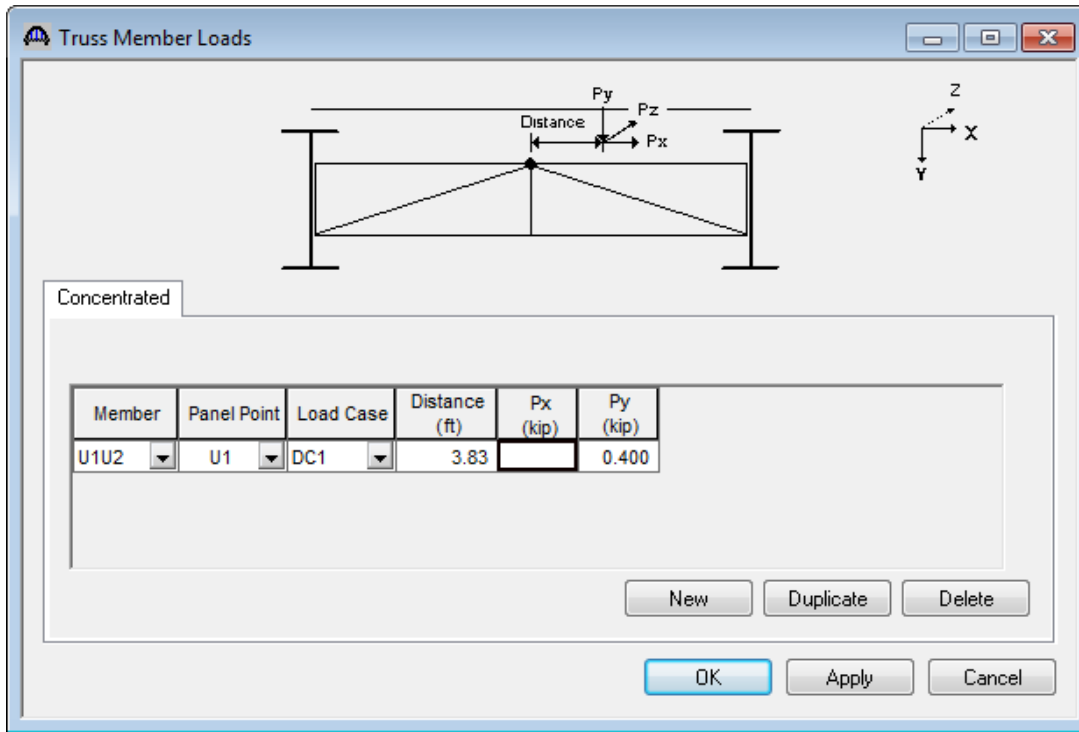 Truss Member Loads
Py
Pz
Distance
Px
Z
X
Y
Concentrated
Member Panel Point Load Case Distance (ft) Px (kip) Py (kip)
U1U2 U1 DC1 3.83 0.400
New Duplicate Delete
OK Apply Cancel